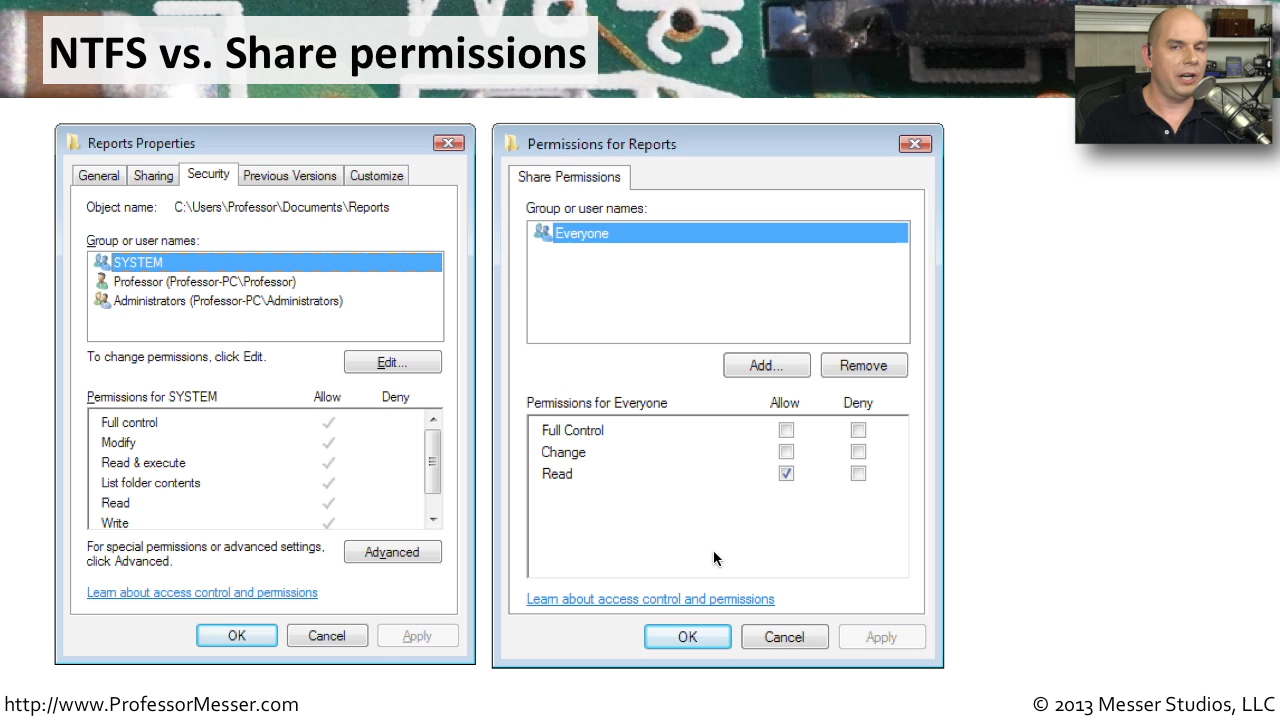 NTFS vs. Share permissions
Reports Properties
General Sharing Security Previous Versions Customize
Object name: C:\Users\Professor\Documents\Reports
Group or user names:
SYSTEM
Professor (Professor-PC\Professor)
Administrators (Professor-PC\Administrators)
To change permissions, click Edit.
Edit...
Permissions for SYSTEM Allow Deny
Full control
Modify
Read & execute
List folder contents
Read
Write
For special permissions or advanced settings,
click Advanced.
Advanced
Learn about access control and permissions
OK Cancel Apply
Permissions for Reports
Share Permissions
Group or user names:
Everyone
Add... Remove
Permissions for Everyone Allow Deny
Full Control
Change
Read
Learn about access control and permissions
OK Cancel Apply
http://www.ProfessorMesser.com
© 2013 Messer Studios, LLC